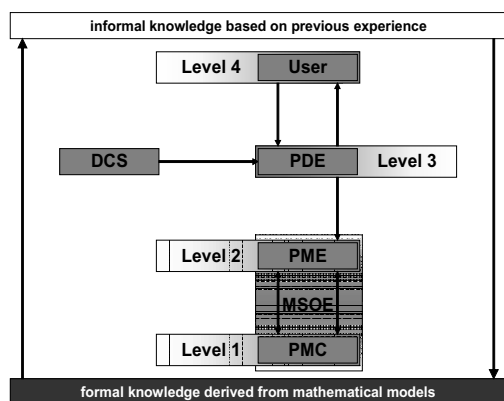 informal knowledge based on previous experience
Level 4 User
DCS PDE Level 3
Level 2 PME
MSOE
Level 1 PMC
formal knowledge derived from mathematical models